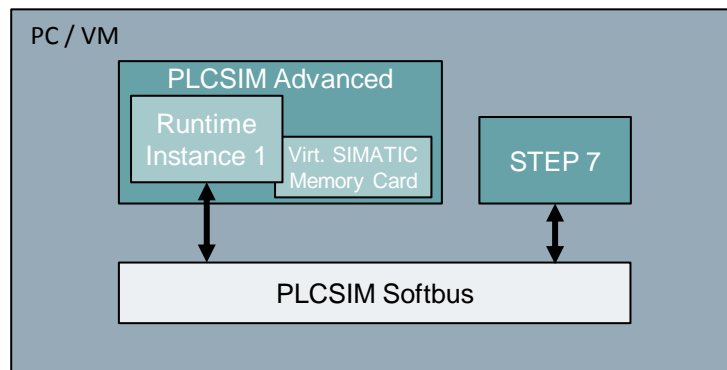 PC / VM
PLCSIM Advanced
Runtime
Instance 1
Virt. SIMATIC
Memory Card
STEP 7
PLCSIM Softbus